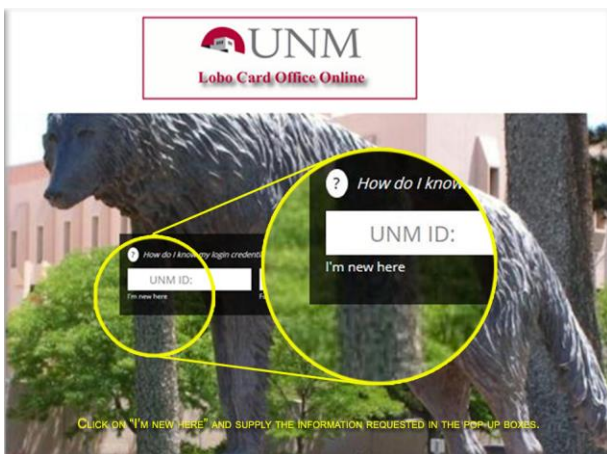 UNM
Lobo Card Office Online
? How do I know my login credenti
UNM ID:
I'm new here
? How do I know
UNM ID:
I'm new here
CLICK ON "I'M NEW HERE" AND SUPPLY THE INFORMATION REQUESTED IN THE POP-UP BOXES.